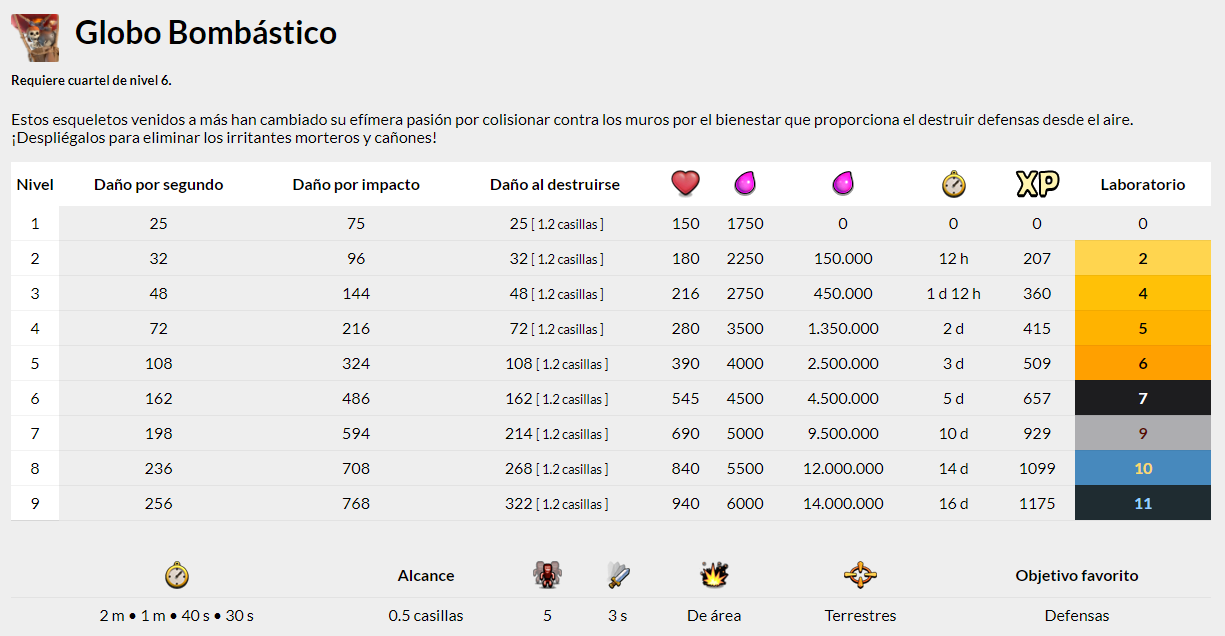 Globo Bombástico
Requiere cuartel de nivel 6.
Estos esqueletos venidos a más han cambiado su efímera pasión por colisionar contra los muros por el bienestar que proporciona el destruir defensas desde el aire.
¡Despliégalos para eliminar los irritantes morteros y cañones!
Nivel Daño por segundo Daño por impacto Daño al destruirse XP Laboratorio
1 25 75 25 [ 1.2 casillas ] 150 1750 0 0 0 0
2 32 96 32 [ 1.2 casillas ] 180 2250 150.000 12 h 207 2
3 48 144 48 [ 1.2 casillas ] 216 2750 450.000 1 d 12 h 360 4
4 72 216 72 [ 1.2 casillas ] 280 3500 1.350.000 2 d 415 5
5 108 324 108 [ 1.2 casillas ] 390 4000 2.500.000 3 d 509 6
6 162 486 162 [ 1.2 casillas ] 545 4500 4.500.000 5 d 657 7
7 198 594 214 [ 1.2 casillas ] 690 5000 9.500.000 10 d 929 9
8 236 708 268 [ 1.2 casillas ] 840 5500 12.000.000 14 d 1099 10
9 256 768 322 [ 1.2 casillas ] 940 6000 14.000.000 16 d 1175 11
Alcance Objetivo favorito
2 m • 1 m • 40 s • 30 s 0.5 casillas 5 3 s De área Terrestres Defensas